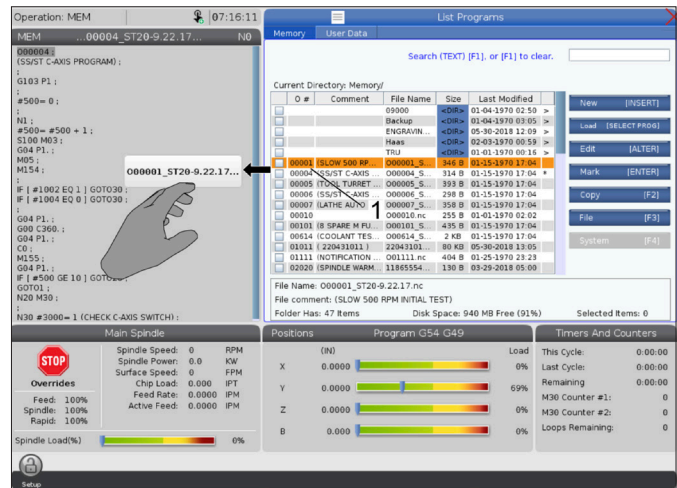 Operation: MEM
07:16:11
List Programs
MEM ...O00004_ST20-9.22.17... N0
Memory User Data
O00004 ;
(SS/ST C-AXIS PROGRAM) ;
;
G103 P1 ;
;
#500= 0 ;
;
N1 ;
#500= #500 + 1 ;
S100 M03 ;
G04 P1. ;
M05 ;
M154 ;
;
IF [ #1002 EQ 1 ] GOTO30 ;
IF [ #1004 EQ 0 ] GOTO30 ;
;
G04 P1. ;
G00 C360. ;
G04 P1. ;
C0 ;
M155 ;
G04 P1. ;
IF [ #500 GE 10 ] GOTO20 ;
GOTO1 ;
N20 M30 ;
;
N30 #3000= 1 (CHECK C-AXIS SWITCH) ;
O00001_ST20-9.22.17...
1
Search (TEXT) [F1], or [F1] to clear.
Current Directory: Memory/
O # Comment File Name Size Last Modified
09000 <DIR> 01-04-1970 02:50 >
Backup <DIR> 01-04-1970 03:05 >
ENGRAVIN... <DIR> 05-30-2018 12:09 >
Haas <DIR> 02-03-1970 00:59 >
TRU <DIR> 01-01-1970 00:16 >
00001 (SLOW 500 RP... O00001_S... 346 B 01-15-1970 17:04
00004 (SS/ST C-AXIS ... O00004_S... 314 B 01-15-1970 17:04 *
00005 (TOOL TURRET ... O00005_S... 393 B 01-15-1970 17:04
00006 (SS/ST C-AXIS ... O00006_S... 298 B 01-15-1970 17:04
00007 (LATHE AUTO ... O00007_S... 358 B 01-15-1970 17:04
00010 O00010.nc 255 B 01-01-1970 02:02
00101 (8 SPARE M FU... O00101_S... 435 B 01-15-1970 17:04
00614 (COOLANT TES... O00614_S... 2 KB 01-15-1970 17:04
01011 ( 220431011 ) 22043101... 80 KB 05-30-2018 13:05
01111 (NOTIFICATION ... O01111.nc 404 B 01-25-1970 23:23
02020 (SPINDLE WARM... 11865554... 130 B 03-29-2018 05:00
New [INSERT]
Load [SELECT PROG]
Edit [ALTER]
Mark [ENTER]
Copy [F2]
File [F3]
System [F4]
File Name: O00001_ST20-9.22.17.nc
File comment: (SLOW 500 RPM INITIAL TEST)
Folder Has: 47 Items Disk Space: 940 MB Free (91%) Selected Items: 0
Main Spindle
STOP
Overrides
Feed: 100%
Spindle: 100%
Rapid: 100%
Spindle Speed: 0 RPM
Spindle Power: 0.0 KW
Surface Speed: 0 FPM
Chip Load: 0.000 IPT
Feed Rate: 0.0000 IPM
Active Feed: 0.0000 IPM
Spindle Load(%) 0%
Positions Program G54 G49
(IN) Load
X 0.0000 0%
Y 0.0000 69%
Z 0.0000 0%
B 0.000 0%
Timers And Counters
This Cycle: 0:00:00
Last Cycle: 0:00:00
Remaining 0:00:00
M30 Counter #1: 0
M30 Counter #2: 0
Loops Remaining: 0
Setup